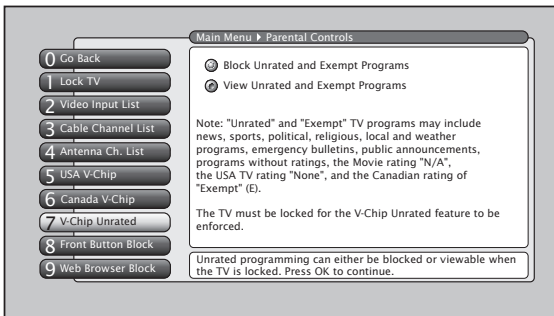 Main Menu ▶ Parental Controls
0 Go Back
1 Lock TV
2 Video Input List
3 Cable Channel List
4 Antenna Ch. List
5 USA V-Chip
6 Canada V-Chip
7 V-Chip Unrated
8 Front Button Block
9 Web Browser Block
Block Unrated and Exempt Programs
View Unrated and Exempt Programs
Note: "Unrated" and "Exempt" TV programs may include
news, sports, political, religious, local and weather
programs, emergency bulletins, public announcements,
programs without ratings, the Movie rating "N/A",
the USA TV rating "None", and the Canadian rating of
"Exempt" (E).
The TV must be locked for the V-Chip Unrated feature to be
enforced.
Unrated programming can either be blocked or viewable when
the TV is locked. Press OK to continue.